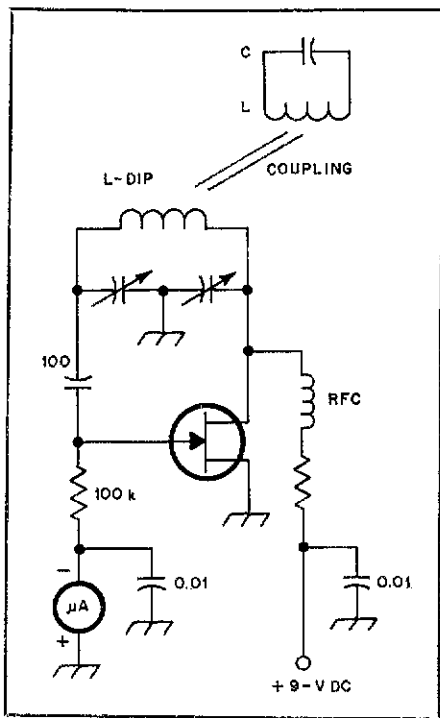 C
L
L-DIP
COUPLING
100
RFC
100 k
−
0.01
μA
0.01
+
+ 9-V DC